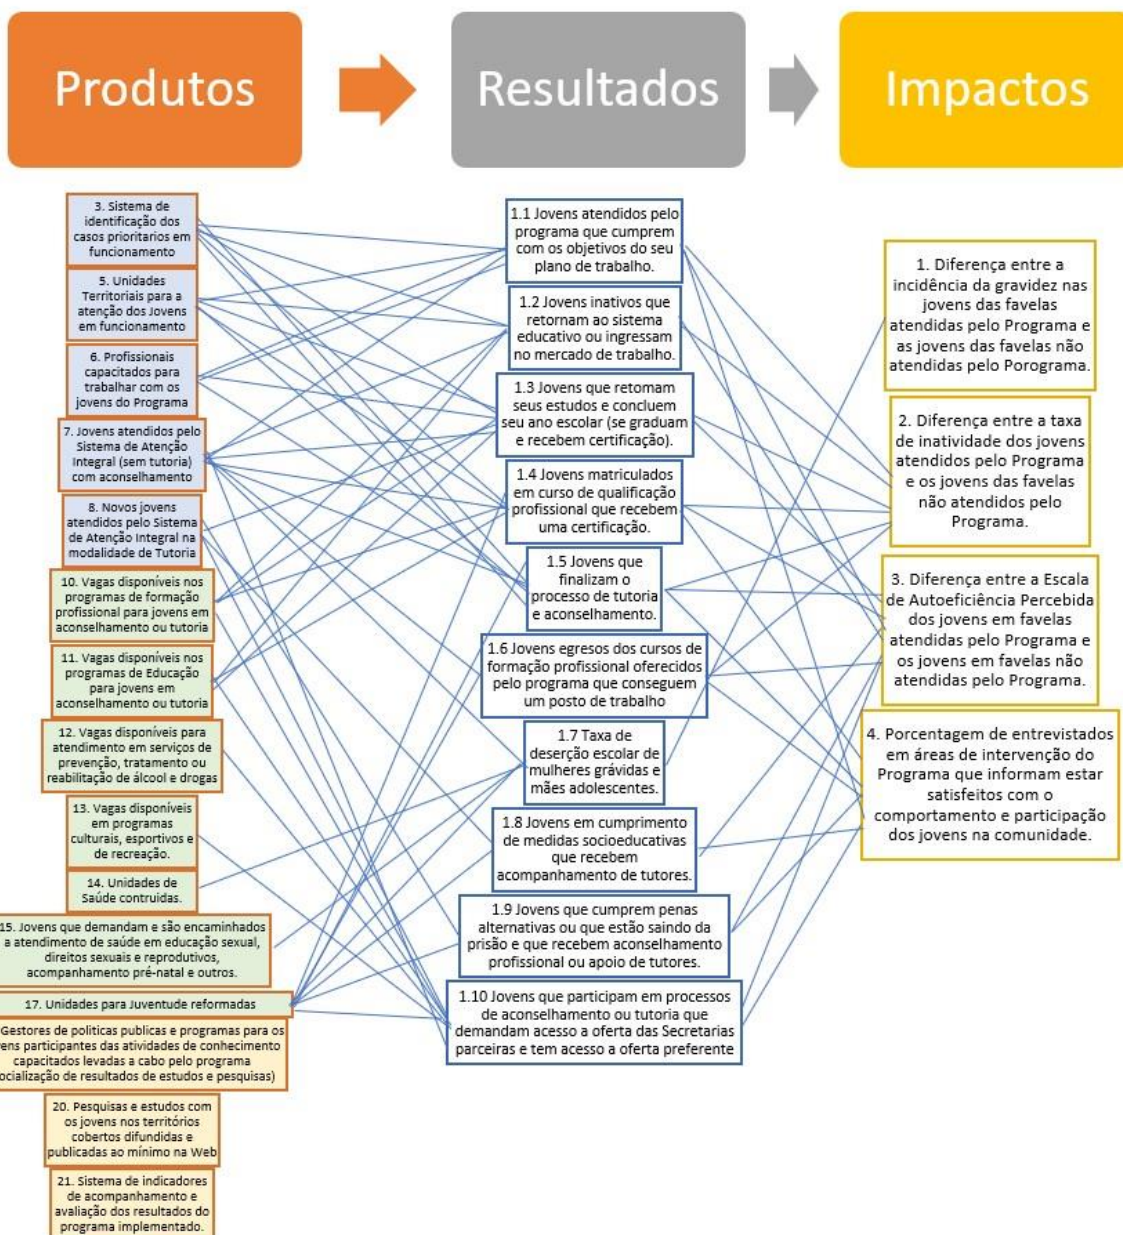 Produtos
Resultados
Impactos
3. Sistema de
identificação dos
casos prioritarios em
funcionamento
5. Unidades
Territoriais para a
atenção dos Jovens
em funcionamento
6. Profissionais
capacitados para
trabalhar com os
jovens do Programa
7. Jovens atendidos pelo
Sistema de Atenção
Integral (sem tutoria)
com aconselhamento
8. Novos jovens
atendidos pelo Sistema
de Atenção Integral na
modalidade de Tutoria
10. Vagas disponíveis nos
programas de formação
profissional para jovens em
aconselhamento ou tutoria
11. Vagas disponíveis nos
programas de Educação
para jovens em
aconselhamento ou tutoria
12. Vagas disponíveis para
atendimento em serviços de
prevenção, tratamento ou
reabilitação de álcool e drogas
13. Vagas disponíveis
em programas
culturais, esportivos e
de recreação.
14. Unidades de
Saúde contruidas.
15. Jovens que demandam e são encaminhados
a atendimento de saúde em educação sexual,
direitos sexuais e reprodutivos,
acompanhamento pré-natal e outros.
17. Unidades para Juventude reformadas
Gestores de politicas publicas e programas para os
participantes das atividades de conhecimento
capacitados levadas a cabo pelo programa
de resultados de estudos e pesquisas)
20. Pesquisas e estudos com
os jovens nos territórios
cobertos difundidas e
publicadas ao mínimo na Web
21. Sistema de indicadores
de acompanhamento e
avaliação dos resultados do
programa implementado.
1.1 Jovens atendidos pelo
programa que cumprem
com os objetivos do seu
plano de trabalho.
1.2 Jovens inativos que
retornam ao sistema
educativo ou ingressam
no mercado de trabalho.
1.3 Jovens que retomam
seus estudos e concluem
seu ano escolar (se graduam
e recebem certificação).
1.4 Jovens matriculados
em curso de qualificação
profissional que recebem
uma certificação.
1.5 Jovens que
finalizam o
processo de tutoria
e aconselhamento.
1.6 Jovens egresos dos cursos de
formação profissional oferecidos
pelo programa que conseguem
um posto de trabalho
1.7 Taxa de
deserção escolar de
mulheres grávidas e
mães adolescentes.
1.8 Jovens em cumprimento
de medidas socioeducativas
que recebem
acompanhamento de tutores.
1.9 Jovens que cumprem penas
alternativas ou que estão saindo da
prisão e que recebem aconselhamento
profissional ou apoio de tutores.
1.10 Jovens que participam em processos
de aconselhamento ou tutoria que
demandam acesso a oferta das Secretarias
parceiras e tem acesso a oferta preferente
1. Diferença entre a
incidência da gravidez nas
jovens das favelas
atendidas pelo Programa e
as jovens das favelas não
atendidas pelo Porograma.
2. Diferença entre a taxa
de inatividade dos jovens
atendidos pelo Programa
e os jovens das favelas
não atendidos pelo
Programa.
3. Diferença entre a Escala
de Autoeficiência Percebida
dos jovens em favelas
atendidas pelo Programa e
os jovens em favelas não
atendidas pelo Programa.
4. Porcentagem de entrevistados
em áreas de intervenção do
Programa que informam estar
satisfeitos com o
comportamento e participação
dos jovens na comunidade.